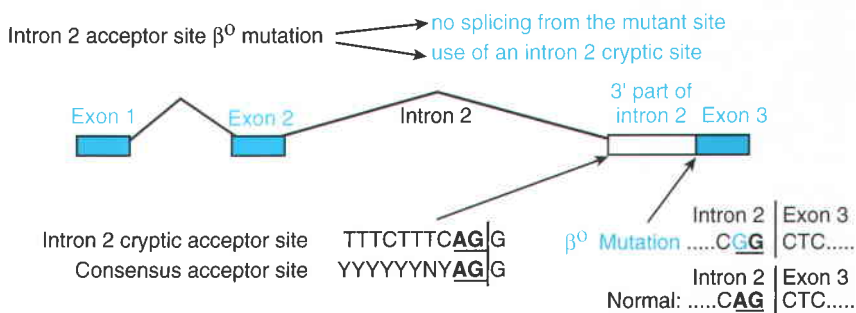 Intron 2 acceptor site β⁰ mutation
no splicing from the mutant site
use of an intron 2 cryptic site
Exon 1
Exon 2
Intron 2
3' part of
intron 2
Exon 3
Intron 2 cryptic acceptor site TTTCTTTCAG|G
Consensus acceptor site YYYYYYNYAG|G
Intron 2 | Exon 3
β⁰ Mutation .....CGG | CTC.....
Intron 2 | Exon 3
Normal: .....CAG | CTC.....